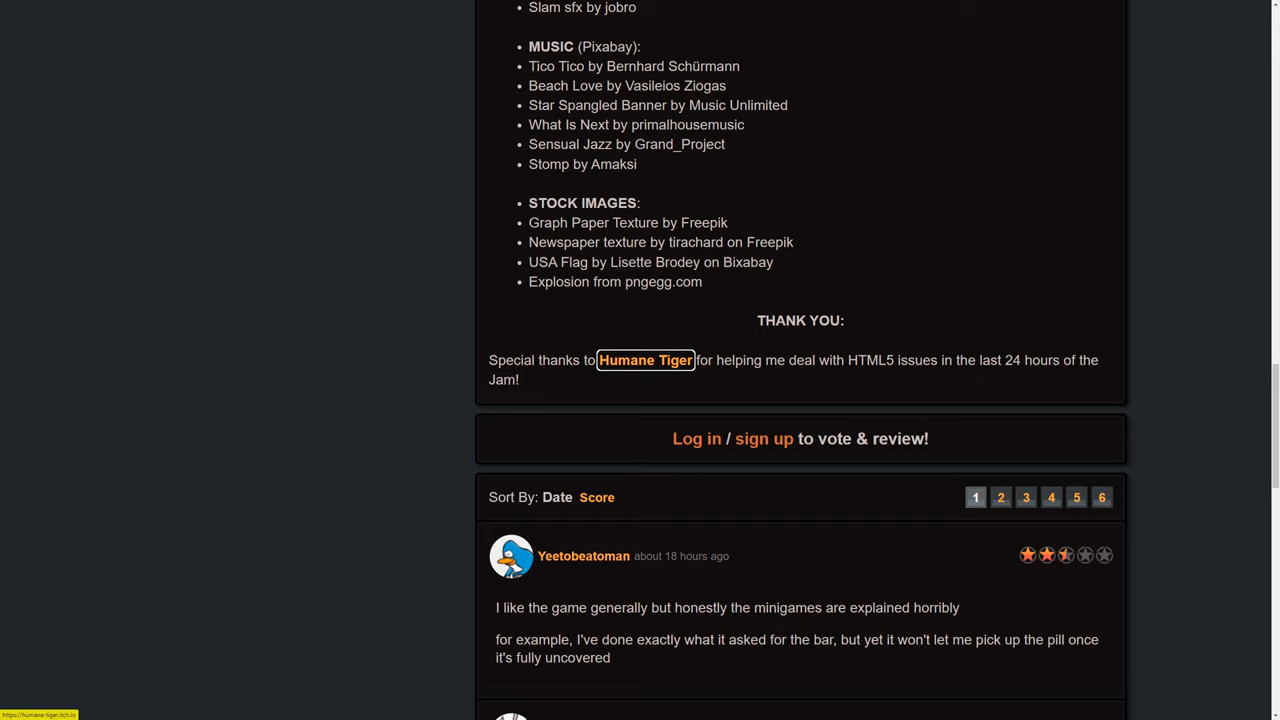 Slam sfx by jobro
MUSIC (Pixabay):
Tico Tico by Bernhard Schürmann
Beach Love by Vasileios Ziogas
Star Spangled Banner by Music Unlimited
What Is Next by primalhousemusic
Sensual Jazz by Grand_Project
Stomp by Amaksi
STOCK IMAGES:
Graph Paper Texture by Freepik
Newspaper texture by tirachard on Freepik
USA Flag by Lisette Brodey on Bixabay
Explosion from pngegg.com
THANK YOU:
Special thanks to Humane Tiger for helping me deal with HTML5 issues in the last 24 hours of the
Jam!
Log in / sign up to vote & review!
Sort By: Date Score 1 2 3 4 5 6
Yeetobeatoman about 18 hours ago
I like the game generally but honestly the minigames are explained horribly
for example, I've done exactly what it asked for the bar, but yet it won't let me pick up the pill once
it's fully uncovered
https://humane-tiger.itch.io